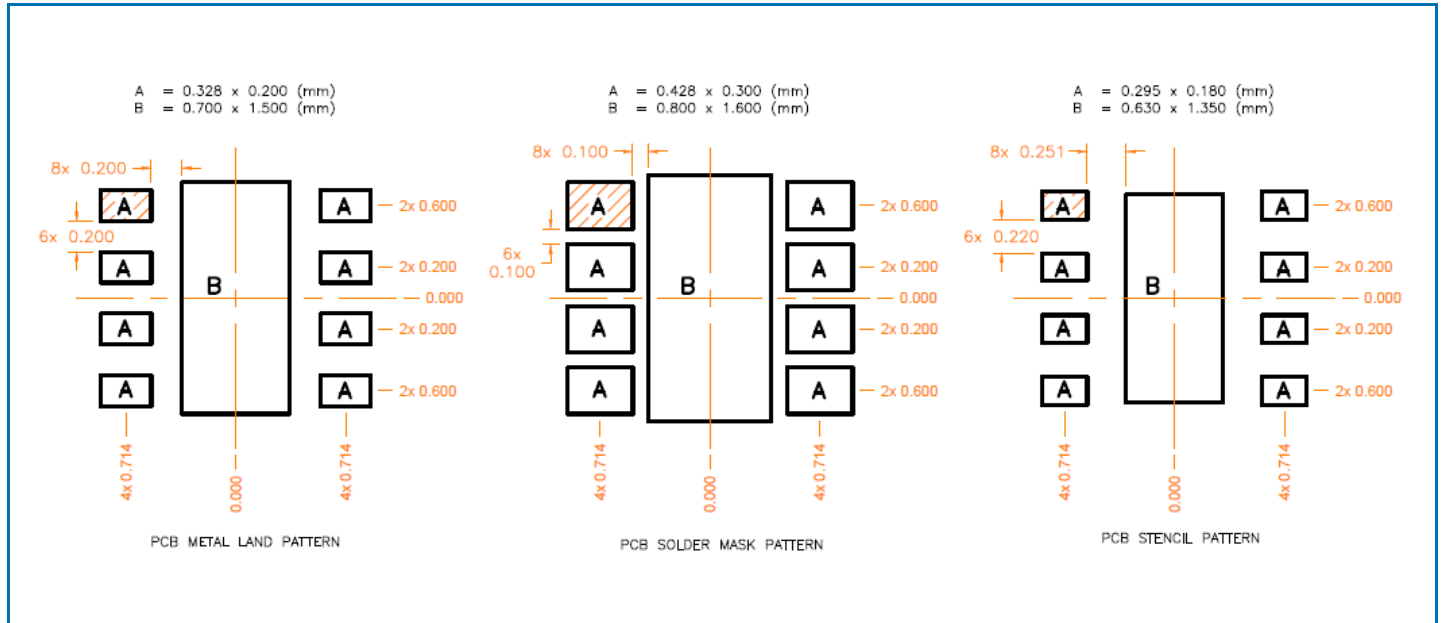 A = 0.328 x 0.200 (mm)
B = 0.700 x 1.500 (mm)
8x 0.200
A
A
2x 0.600
6x 0.200
A
A
2x 0.200
B
0.000
A
A
2x 0.200
A
A
2x 0.600
4x 0.714
0.000
4x 0.714
PCB METAL LAND PATTERN
A = 0.428 x 0.300 (mm)
B = 0.800 x 1.600 (mm)
8x 0.100
A
A
2x 0.600
6x
0.100
A
A
2x 0.200
B
0.000
A
A
2x 0.200
A
A
2x 0.600
4x 0.714
0.000
4x 0.714
PCB SOLDER MASK PATTERN
A = 0.295 x 0.180 (mm)
B = 0.630 x 1.350 (mm)
8x 0.251
A
A
2x 0.600
6x 0.220
A
A
2x 0.200
B
0.000
A
A
2x 0.200
A
A
2x 0.600
4x 0.714
0.000
4x 0.714
PCB STENCIL PATTERN